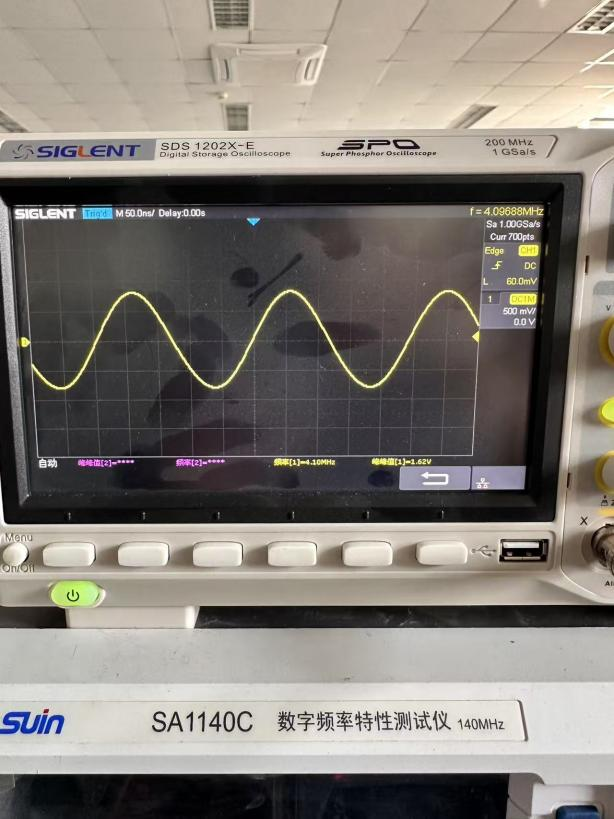 SIGLENT
SDS 1202X-E
Digital Storage Oscilloscope
SPO
Super Phosphor Oscilloscope
200 MHz
1 GSa/s
SIGLENT Trig'd M 50.0ns/ Delay:0.00s f = 4.09688MHz
Sa 1.00GSa/s
Curr 700pts
Edge CH1
DC
L 60.0mV
1 DC1M
500 mV/
0.0 V
自动 峰峰值[2]=**** 频率[2]=**** 频率[1]=4.10MHz 峰峰值[1]=1.62V
Menu
On/Off
X
SUin SA1140C 数字频率特性测试仪 140MHz